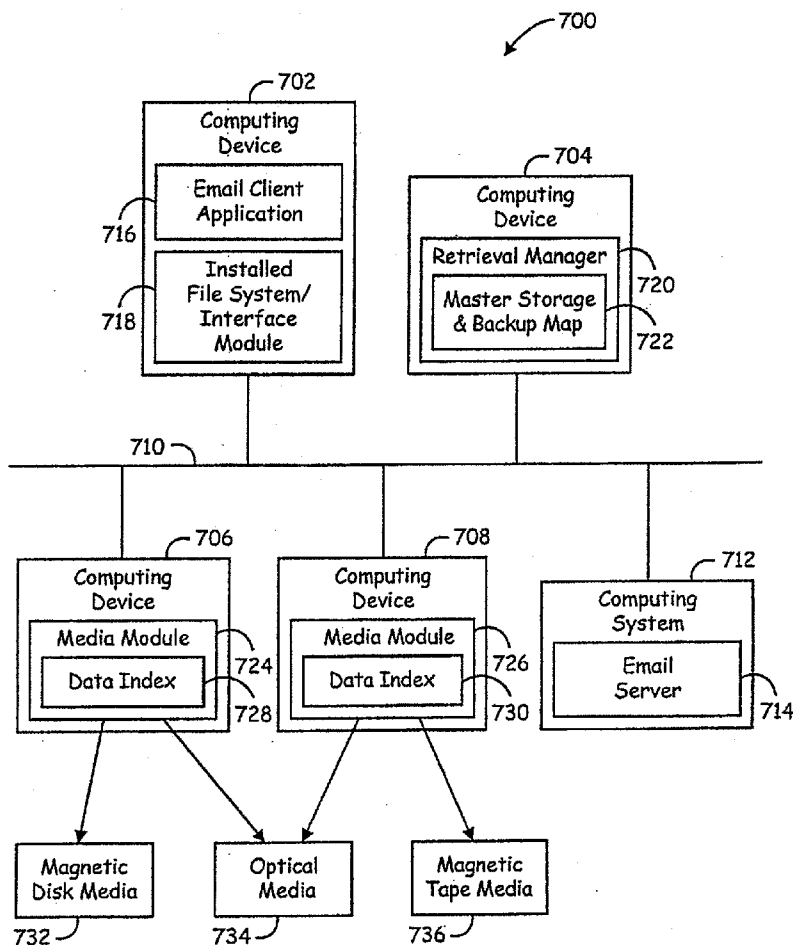 700
702
Computing
Device
Email Client
Application
716
Installed
File System/
Interface
Module
718
704
Computing
Device
Retrieval Manager
720
Master Storage
& Backup Map
722
710
706
Computing
Device
Media Module
724
Data Index
728
708
Computing
Device
Media Module
726
Data Index
730
712
Computing
System
Email
Server
714
Magnetic
Disk Media
732
Optical
Media
734
Magnetic
Tape Media
736